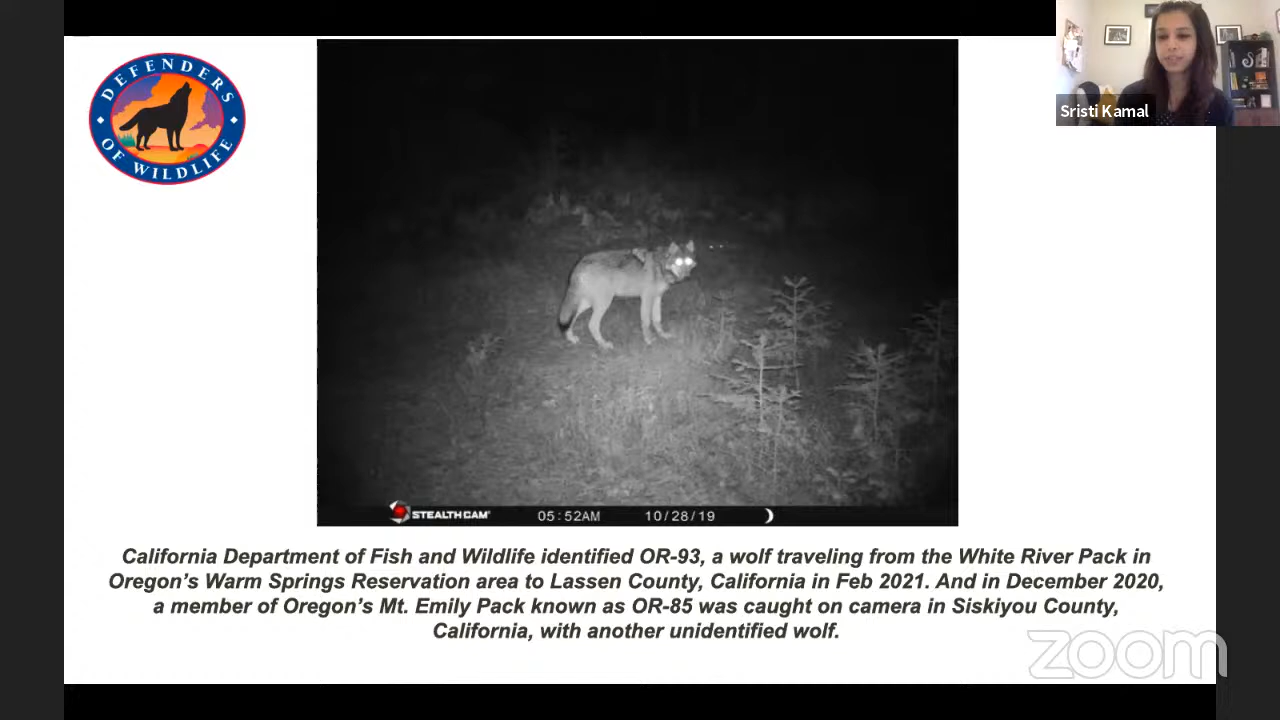 DEFENDERS
OF WILDLIFE
Sristi Kamal
STEALTH CAM
05:52AM 10/28/19
California Department of Fish and Wildlife identified OR-93, a wolf traveling from the White River Pack in
Oregon's Warm Springs Reservation area to Lassen County, California in Feb 2021. And in December 2020,
a member of Oregon's Mt. Emily Pack known as OR-85 was caught on camera in Siskiyou County,
California, with another unidentified wolf.
zoom